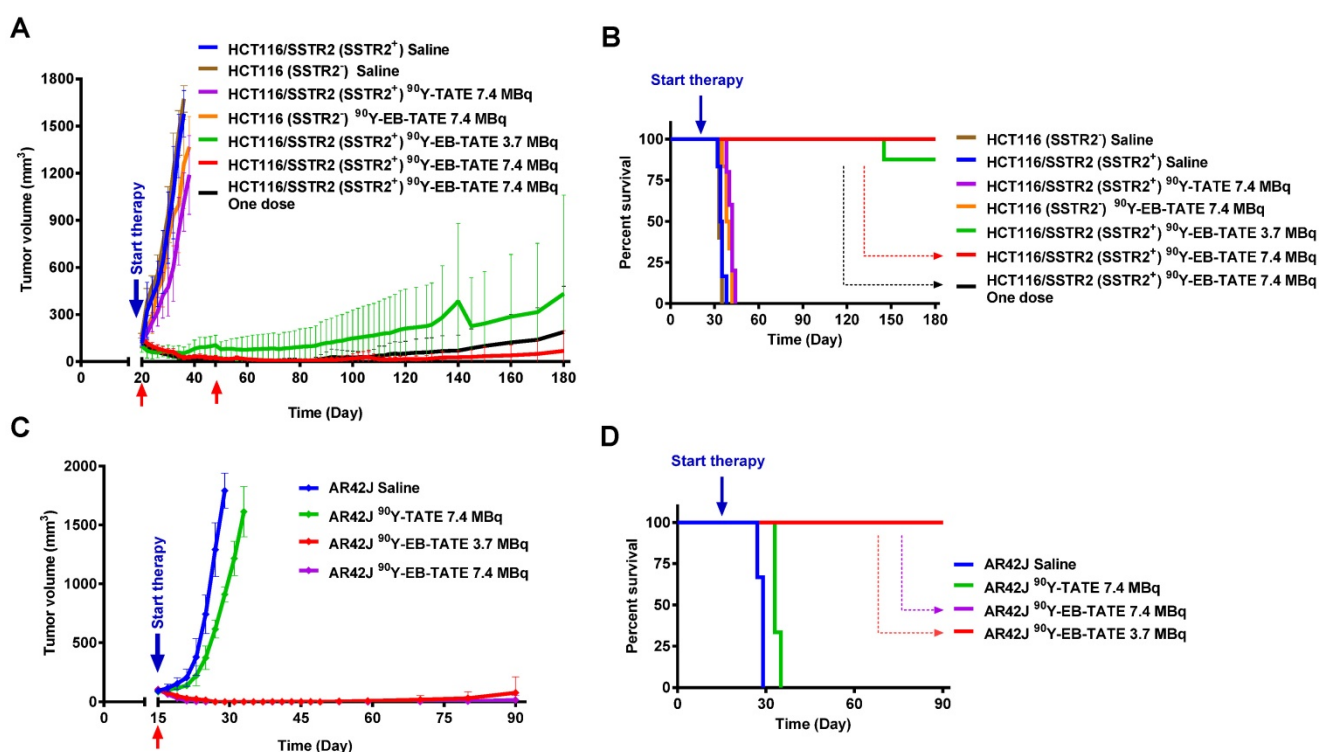 A
HCT116/SSTR2 (SSTR2⁺) Saline
HCT116 (SSTR2⁻) Saline
HCT116/SSTR2 (SSTR2⁺) ⁹⁰Y-TATE 7.4 MBq
HCT116 (SSTR2⁻) ⁹⁰Y-EB-TATE 7.4 MBq
HCT116/SSTR2 (SSTR2⁺) ⁹⁰Y-EB-TATE 3.7 MBq
HCT116/SSTR2 (SSTR2⁺) ⁹⁰Y-EB-TATE 7.4 MBq
HCT116/SSTR2 (SSTR2⁺) ⁹⁰Y-EB-TATE 7.4 MBq
One dose
Tumor volume (mm³)
1800
1500
1200
900
600
300
0
Start therapy
0 20 40 60 80 100 120 140 160 180
Time (Day)
B
Start therapy
Percent survival
100
75
50
25
0
0 30 60 90 120 150 180
Time (Day)
HCT116 (SSTR2⁻) Saline
HCT116/SSTR2 (SSTR2⁺) Saline
HCT116/SSTR2 (SSTR2⁺) ⁹⁰Y-TATE 7.4 MBq
HCT116 (SSTR2⁻) ⁹⁰Y-EB-TATE 7.4 MBq
HCT116/SSTR2 (SSTR2⁺) ⁹⁰Y-EB-TATE 3.7 MBq
HCT116/SSTR2 (SSTR2⁺) ⁹⁰Y-EB-TATE 7.4 MBq
HCT116/SSTR2 (SSTR2⁺) ⁹⁰Y-EB-TATE 7.4 MBq
One dose
C
Tumor volume (mm³)
2000
1500
1000
500
0
Start therapy
AR42J Saline
AR42J ⁹⁰Y-TATE 7.4 MBq
AR42J ⁹⁰Y-EB-TATE 3.7 MBq
AR42J ⁹⁰Y-EB-TATE 7.4 MBq
0 15 30 45 60 75 90
Time (Day)
D
Start therapy
Percent survival
100
75
50
25
0
0 30 60 90
Time (Day)
AR42J Saline
AR42J ⁹⁰Y-TATE 7.4 MBq
AR42J ⁹⁰Y-EB-TATE 7.4 MBq
AR42J ⁹⁰Y-EB-TATE 3.7 MBq